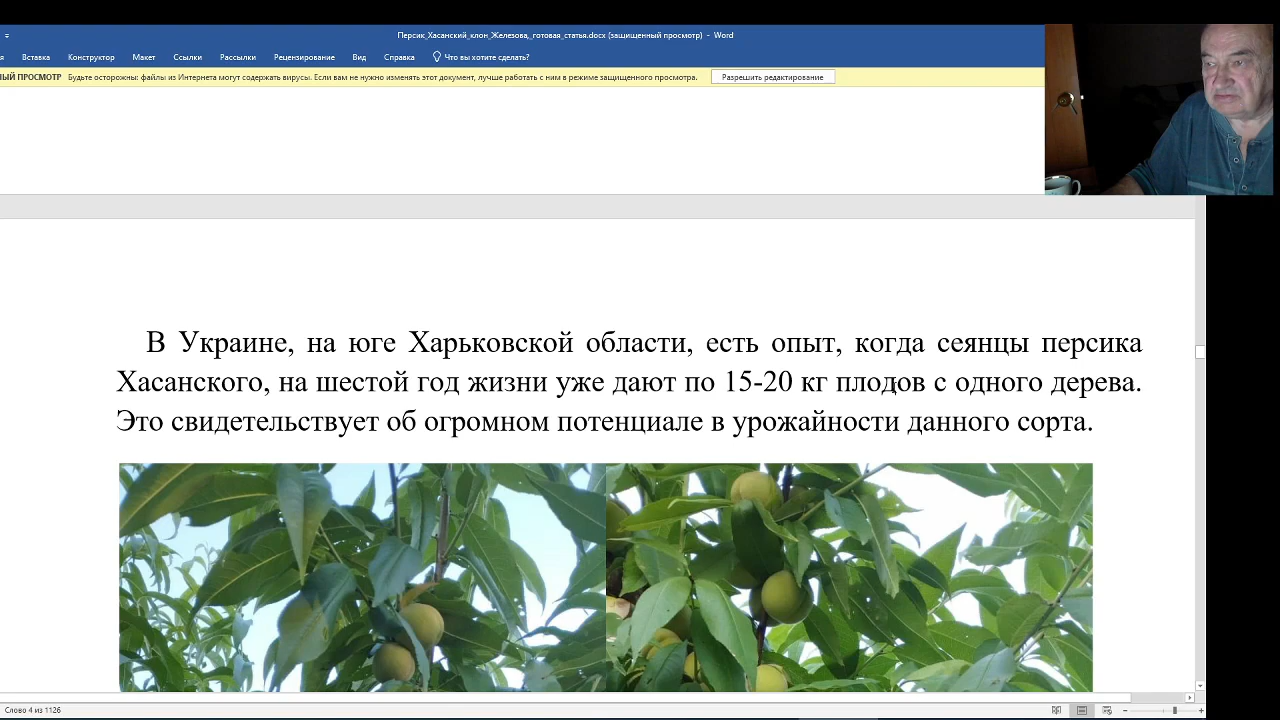 Персик_Хасанский_клон_Железова,_готовая_статья.docx (защищенный просмотр) - Word
Вставка Конструктор Макет Ссылки Рассылки Рецензирование Вид Справка Что вы хотите сделать?
ЫЙ ПРОСМОТР Будьте осторожны: файлы из Интернета могут содержать вирусы. Если вам не нужно изменять этот документ, лучше работать с ним в режиме защищенного просмотра. Разрешить редактирование
В Украине, на юге Харьковской области, есть опыт, когда сеянцы персика
Хасанского, на шестой год жизни уже дают по 15-20 кг плодов с одного дерева.
Это свидетельствует об огромном потенциале в урожайности данного сорта.
Слово 4 из 1126